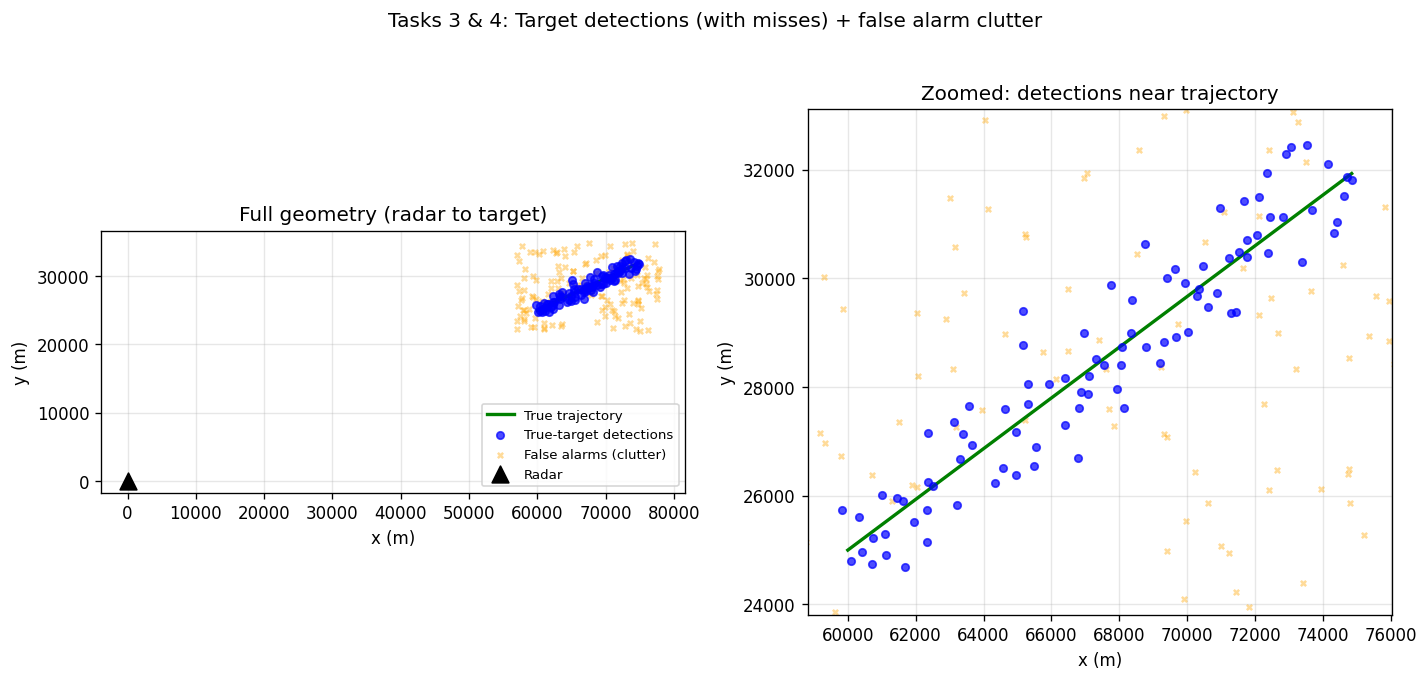 Tasks 3 & 4: Target detections (with misses) + false alarm clutter
Full geometry (radar to target)
y (m)
30000
20000
10000
0
0 10000 20000 30000 40000 50000 60000 70000 80000
x (m)
True trajectory
True-target detections
False alarms (clutter)
Radar
Zoomed: detections near trajectory
y (m)
32000
30000
28000
26000
24000
60000 62000 64000 66000 68000 70000 72000 74000 76000
x (m)